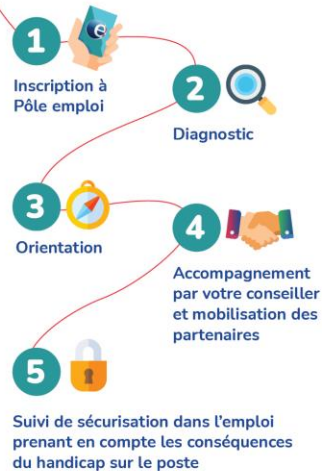 1
Inscription à
Pôle emploi
2
Diagnostic
3
Orientation
4
Accompagnement
par votre conseiller
et mobilisation des
partenaires
5
Suivi de sécurisation dans l'emploi
prenant en compte les conséquences
du handicap sur le poste